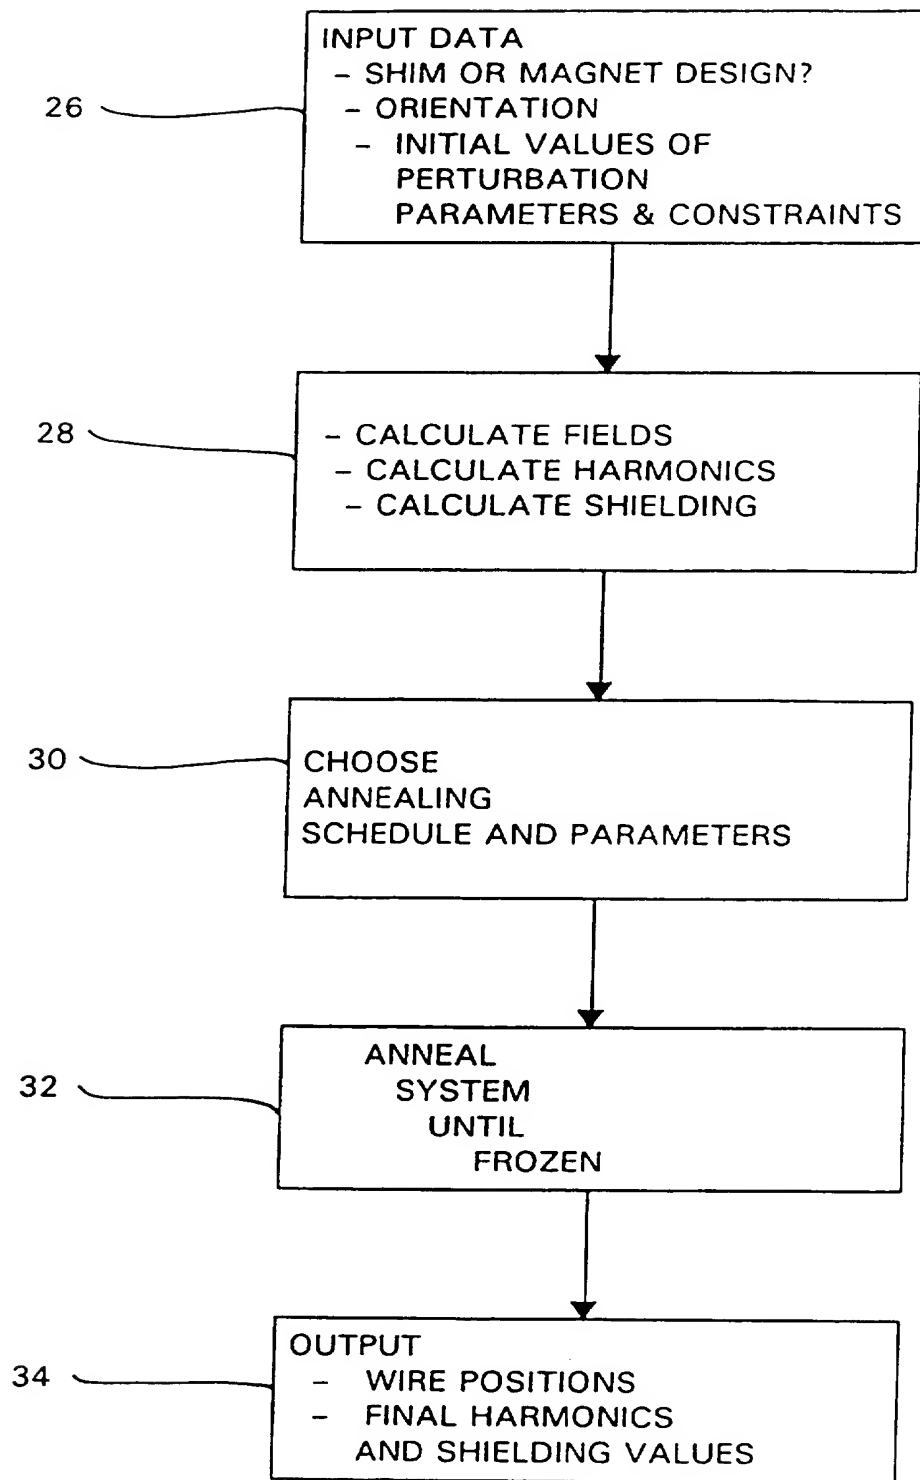 INPUT DATA
– SHIM OR MAGNET DESIGN?
26
– ORIENTATION
– INITIAL VALUES OF
PERTURBATION
PARAMETERS & CONSTRAINTS
28
– CALCULATE FIELDS
– CALCULATE HARMONICS
– CALCULATE SHIELDING
30
CHOOSE
ANNEALING
SCHEDULE AND PARAMETERS
32
ANNEAL
SYSTEM
UNTIL
FROZEN
OUTPUT
34
– WIRE POSITIONS
– FINAL HARMONICS
AND SHIELDING VALUES